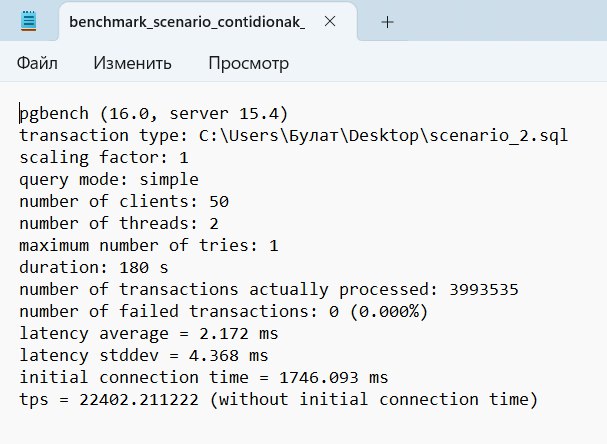 benchmark_scenario_contidionak_
Файл Изменить Просмотр
pgbench (16.0, server 15.4)
transaction type: C:\Users\Булат\Desktop\scenario_2.sql
scaling factor: 1
query mode: simple
number of clients: 50
number of threads: 2
maximum number of tries: 1
duration: 180 s
number of transactions actually processed: 3993535
number of failed transactions: 0 (0.000%)
latency average = 2.172 ms
latency stddev = 4.368 ms
initial connection time = 1746.093 ms
tps = 22402.211222 (without initial connection time)